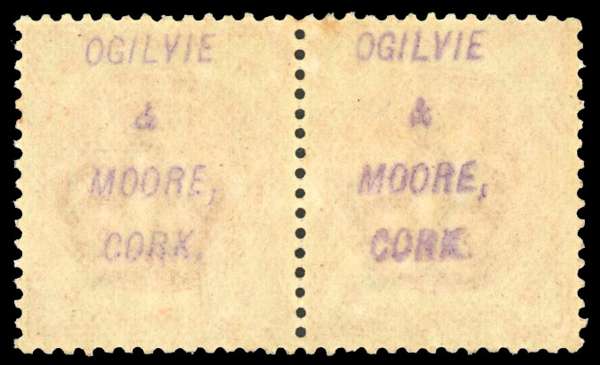 OGILVIE
&
MOORE,
CORK.
OGILVIE
&
MOORE,
CORK.